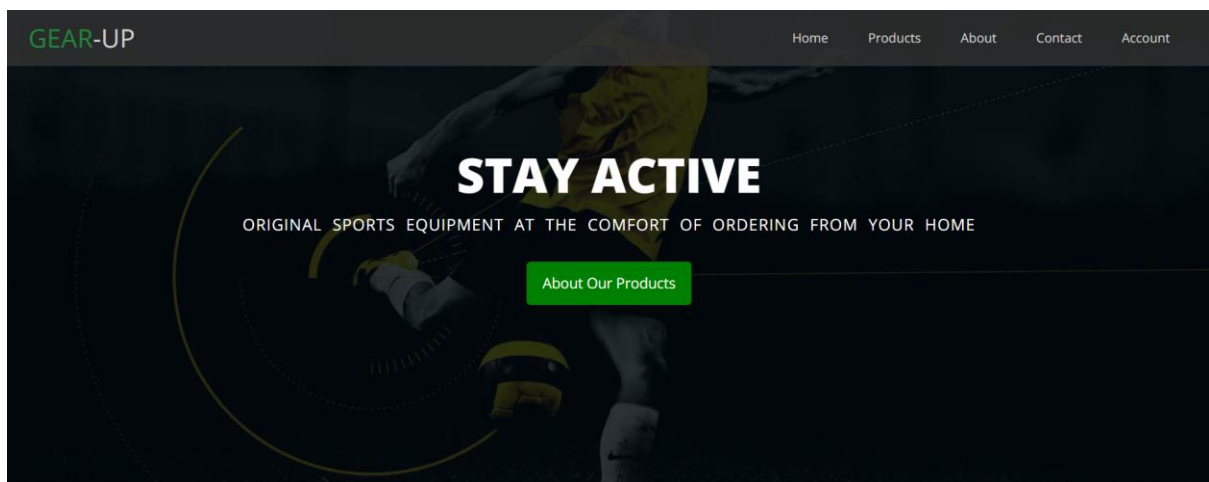 GEAR-UP
Home Products About Contact Account
STAY ACTIVE
ORIGINAL SPORTS EQUIPMENT AT THE COMFORT OF ORDERING FROM YOUR HOME
About Our Products